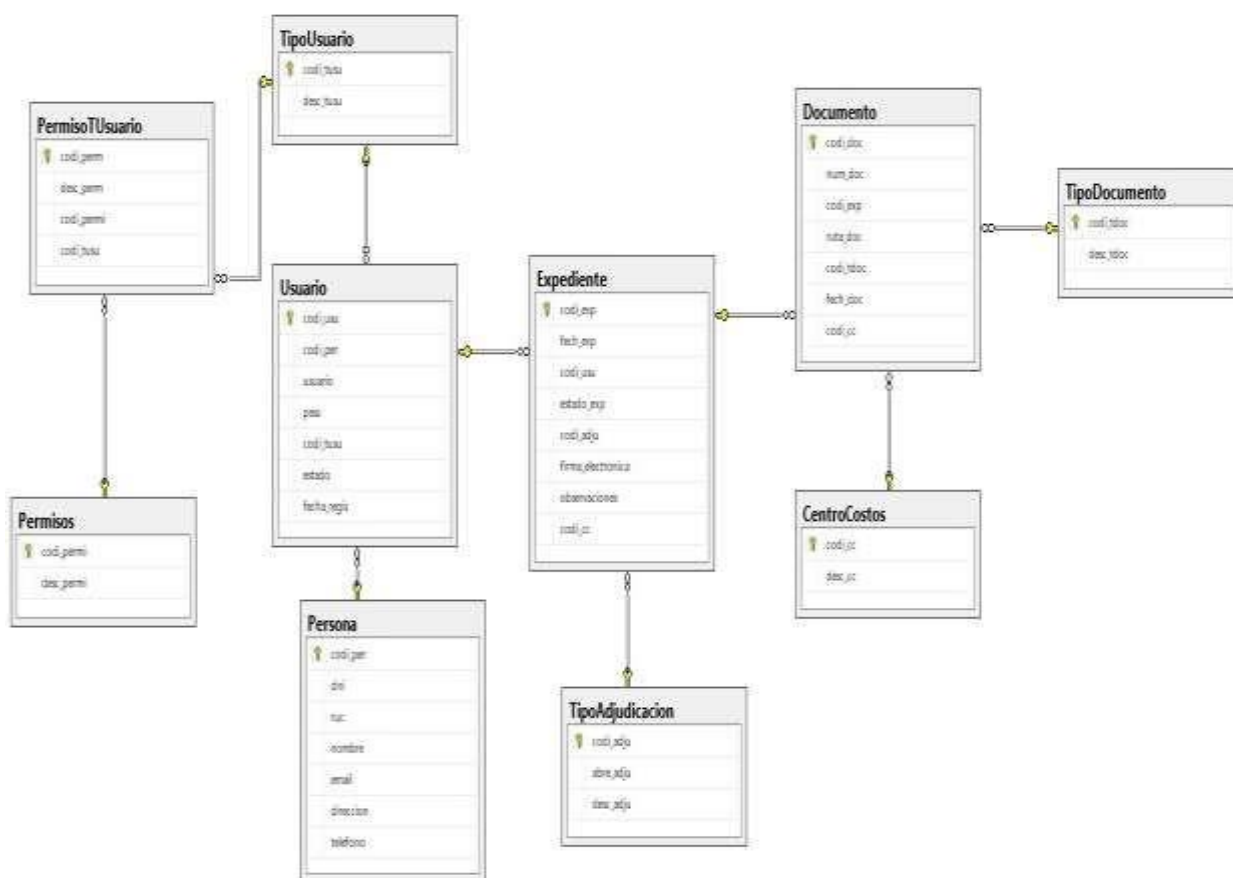 TipoUsuario
codi_tusu
desc_tusu
PermisoTUsuario
codi_perm
desc_perm
codi_permi
codi_tusu
Documento
codi_doc
num_doc
codi_exp
ruta_doc
codi_tdoc
fech_doc
codi_cc
TipoDocumento
codi_tdoc
desc_tdoc
Usuario
codi_usu
codi_per
usuario
pass
codi_tusu
estado
fecha_regis
Expediente
codi_exp
fech_exp
codi_usu
estado_exp
codi_adju
firma_electronica
observaciones
codi_cc
Permisos
codi_permi
desc_permi
CentroCostos
codi_cc
desc_cc
Persona
codi_per
dni
ruc
nombre
email
direccion
telefono
TipoAdjudicacion
codi_adju
abre_adju
desc_adju